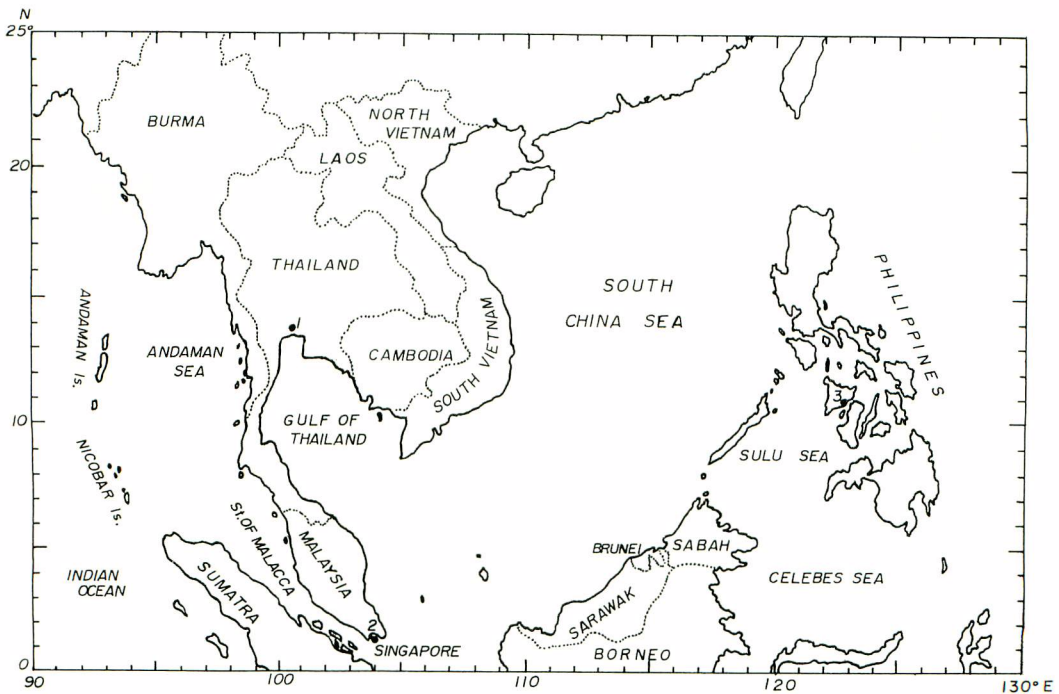 N
25°
BURMA
NORTH
VIETNAM
LAOS
20
THAILAND
SOUTH
CHINA SEA
PHILIPPINES
ANDAMAN Is.
1
ANDAMAN
SEA
CAMBODIA
SOUTH VIETNAM
3
10
GULF OF
THAILAND
SULU SEA
NICOBAR Is.
St. OF MALACCA
MALAYSIA
BRUNEI
SABAH
INDIAN
OCEAN
SUMATRA
CELEBES SEA
SARAWAK
2
SINGAPORE
BORNEO
0
90
100
110
120
130° E